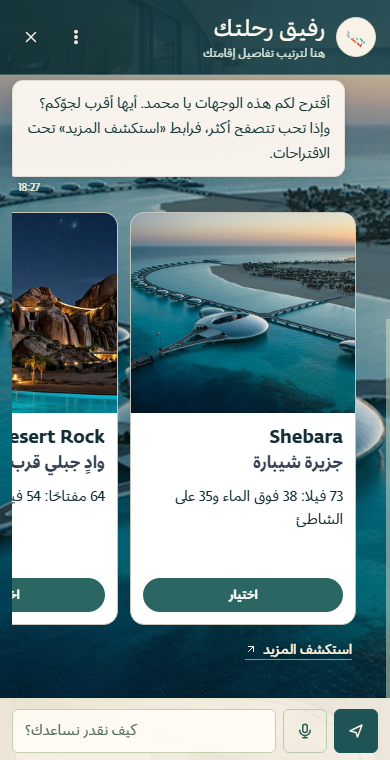 رفيق رحلتك
هنا لترتيب تفاصيل إقامتك
أقترح لكم هذه الوجهات يا محمد. أيها أقرب لجوّكم؟
وإذا تحب تتصفح أكثر، فرابط «استكشف المزيد» تحت
الاقتراحات.
18:27
Shebara
جزيرة شيبارة
73 فيلا: 38 فوق الماء و35 على
الشاطئ
اختيار
esert Rock
وادٍ جبلي قرب
64 مفتاحًا: 54 في
استكشف المزيد
كيف نقدر نساعدك؟